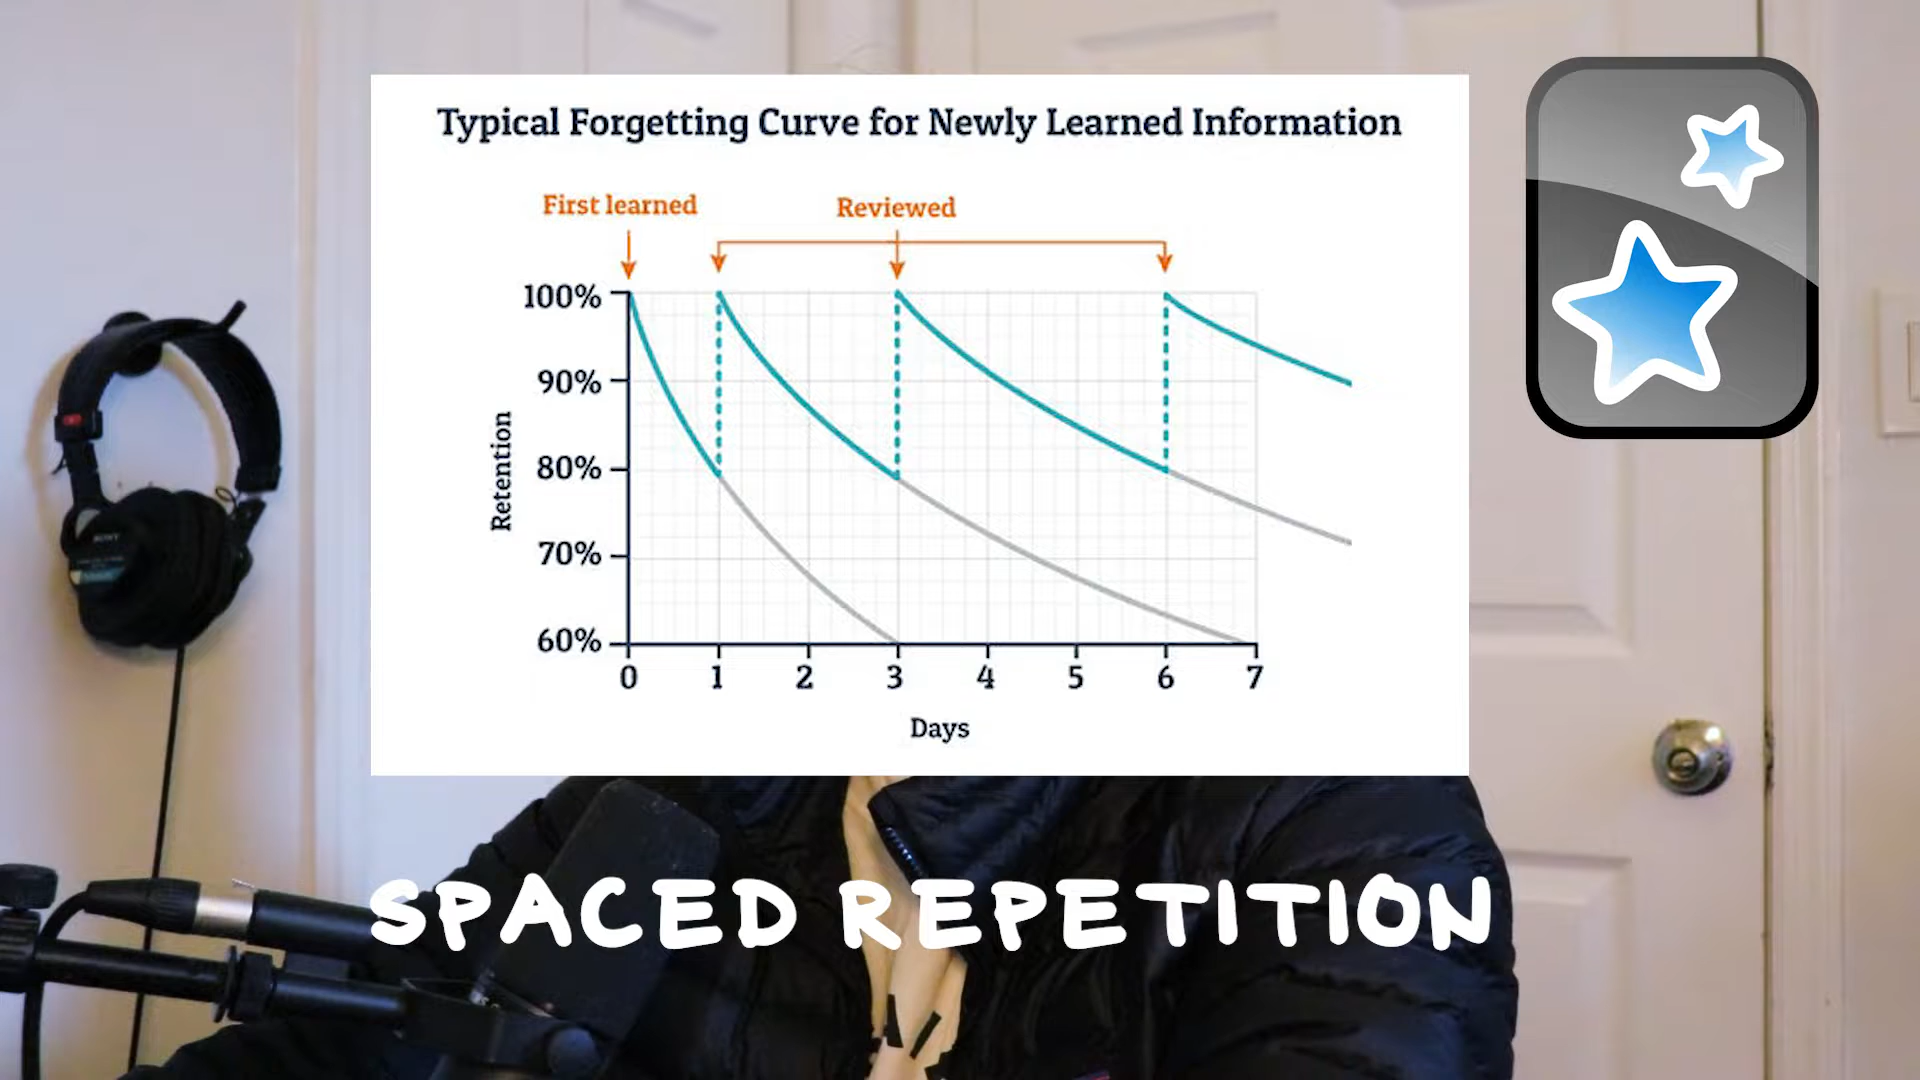 Typical Forgetting Curve for Newly Learned Information
First learned
Reviewed
100%
90%
80%
70%
60%
Retention
0 1 2 3 4 5 6 7
Days
SONY
SPACED REPETITION